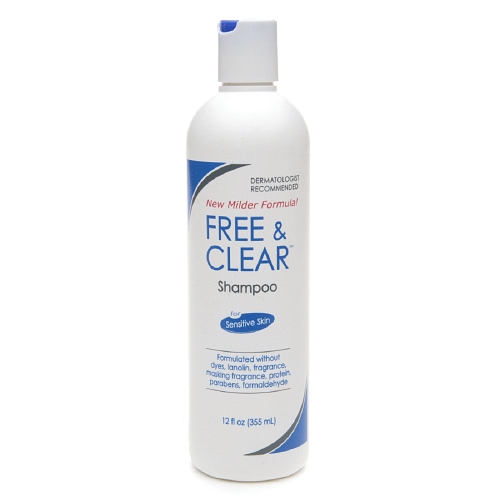 DERMATOLOGIST
RECOMMENDED
New Milder Formula!
FREE &
CLEAR™
Shampoo
For
Sensitive Skin
Formulated without
dyes, lanolin, fragrance,
masking fragrance, protein,
parabens, formaldehyde
12 fl oz (355 mL)